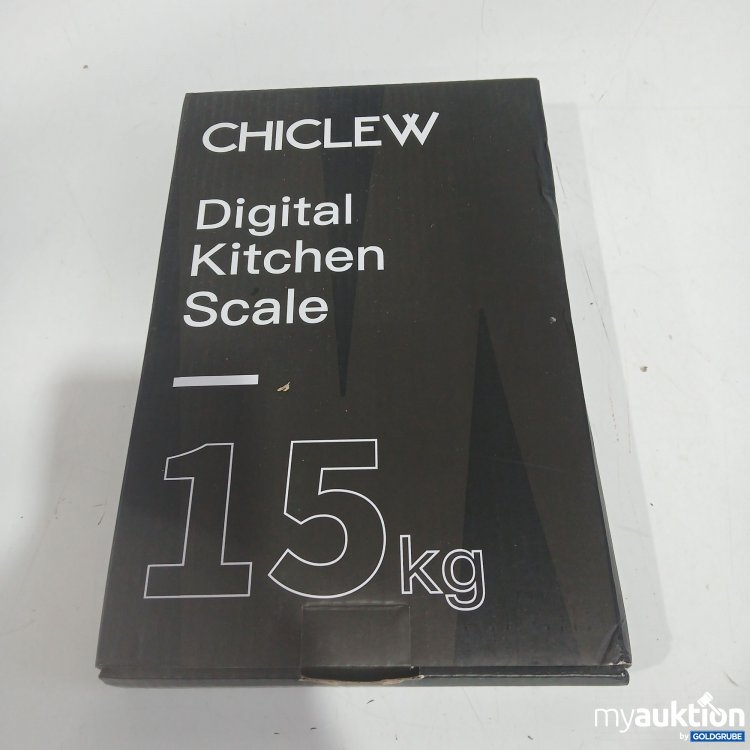 CHICLEW
Digital
Kitchen
Scale
15kg
myauktion
by GOLDGRUBE